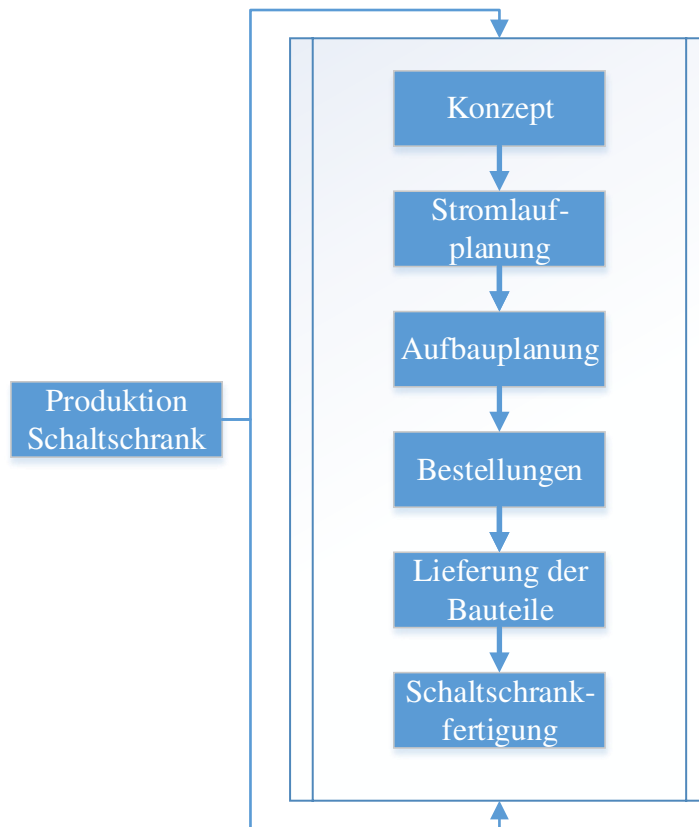 Konzept
Stromlauf-
planung
Aufbauplanung
Produktion
Schaltschrank
Bestellungen
Lieferung der
Bauteile
Schaltschrank-
fertigung